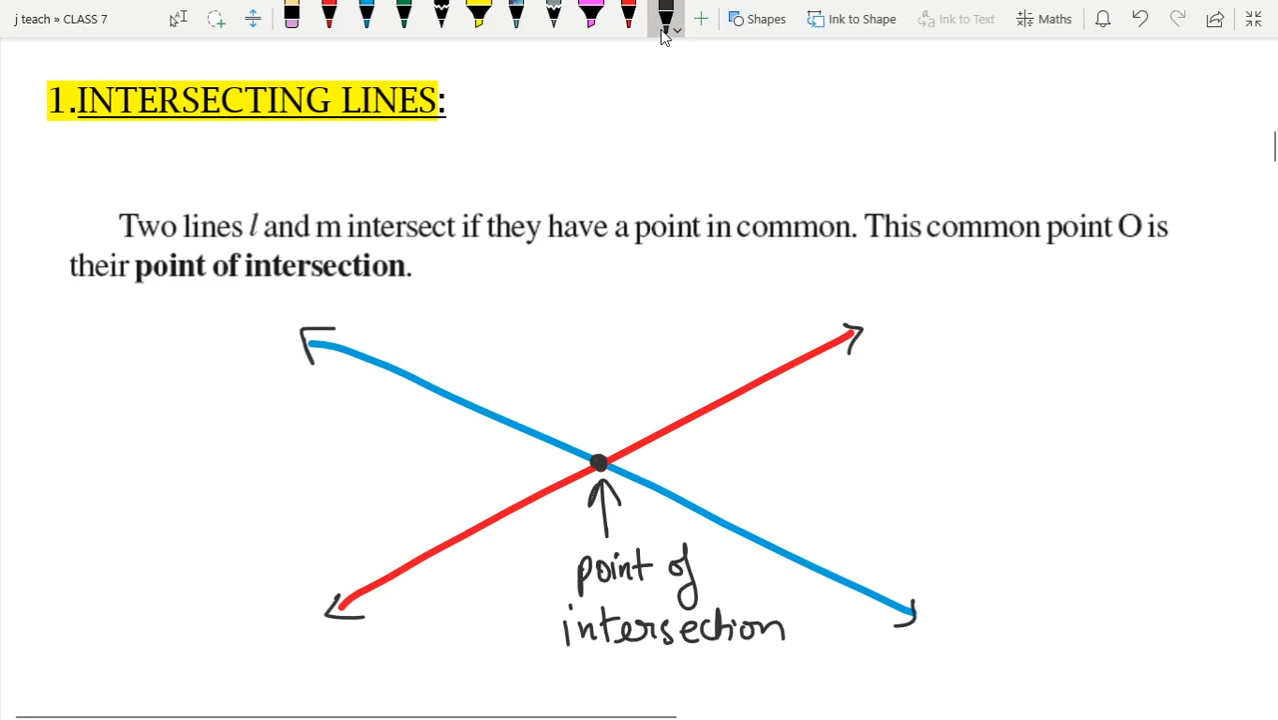 j teach » CLASS 7
Shapes
Ink to Shape
Ink to Text
Maths
1.INTERSECTING LINES:
Two lines l and m intersect if they have a point in common. This common point O is
their point of intersection.
point of
intersection